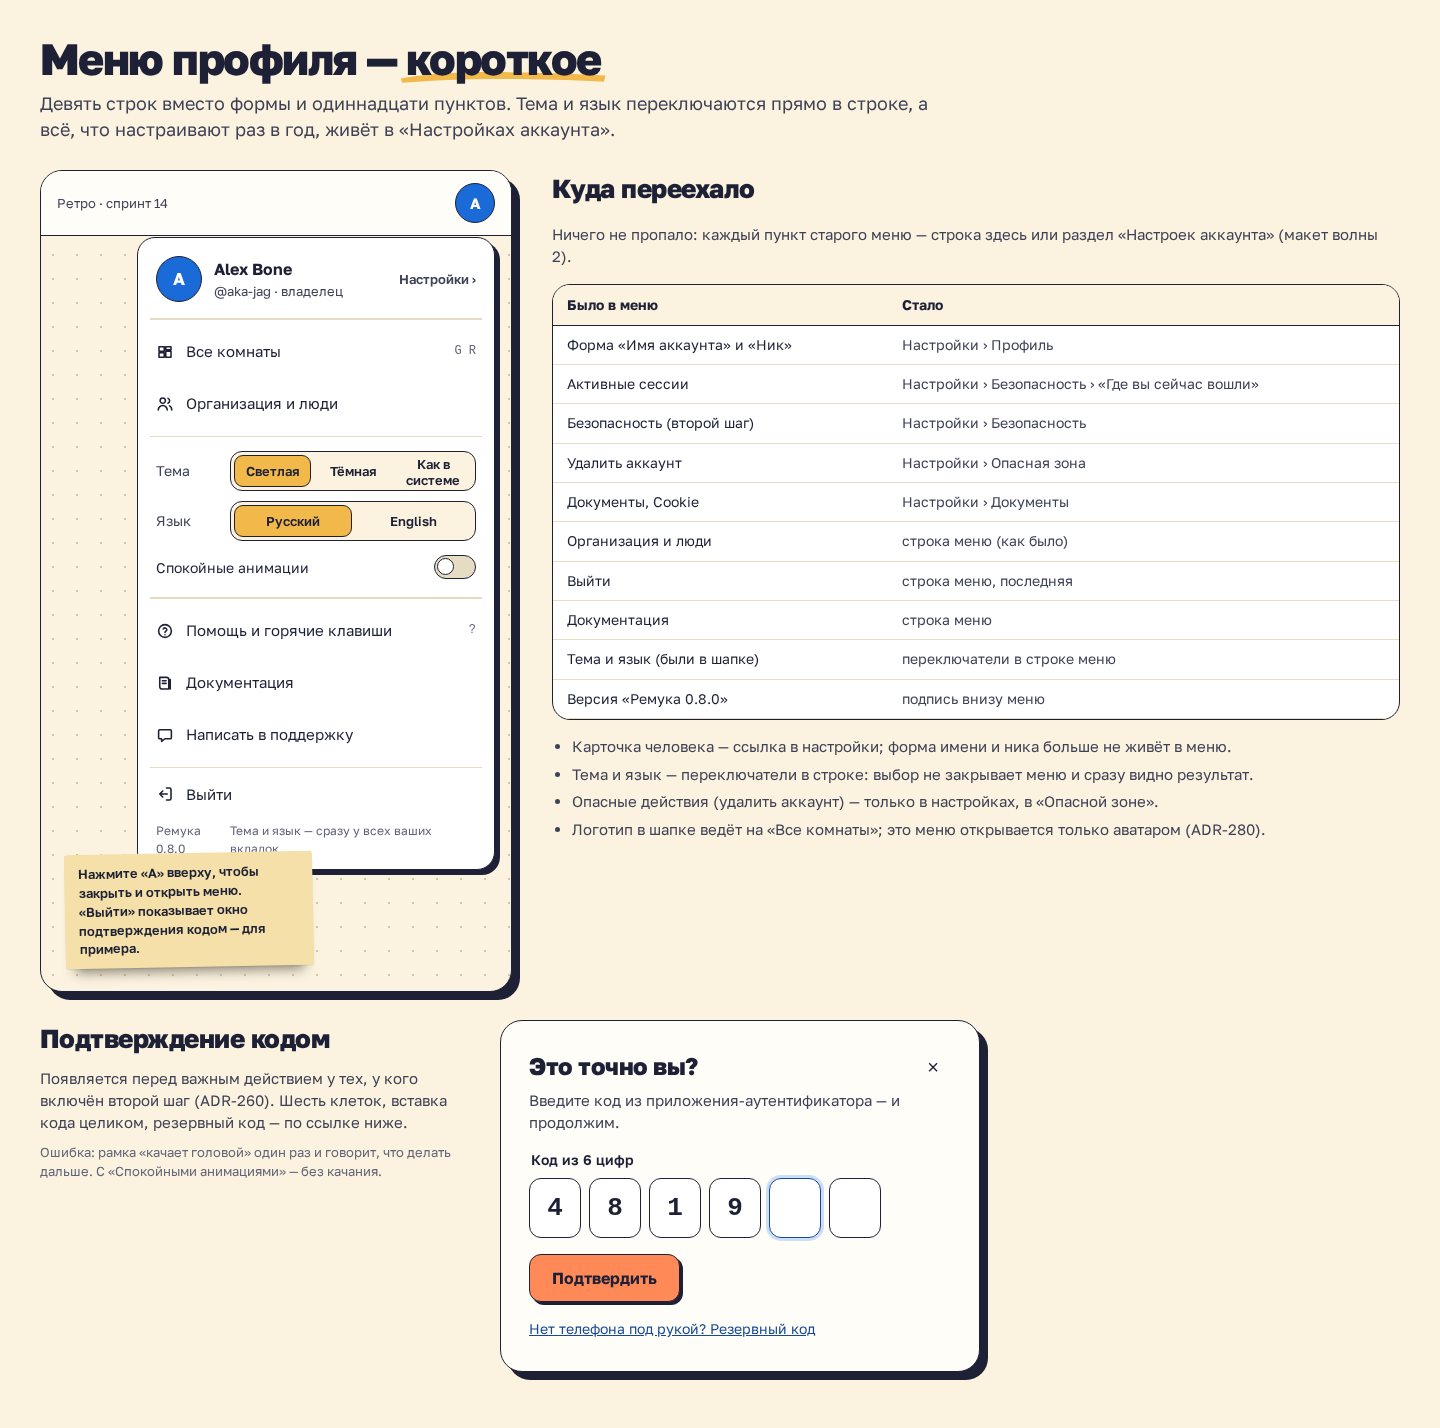 Меню профиля — короткое
Девять строк вместо формы и одиннадцати пунктов. Тема и язык переключаются прямо в строке, а
всё, что настраивают раз в год, живёт в «Настройках аккаунта».
Ретро · спринт 14
A
A
Alex Bone
@aka-jag · владелец
Настройки ›
Все комнаты
G R
Организация и люди
Тема
Светлая
Тёмная
Как в
системе
Язык
Русский
English
Спокойные анимации
Помощь и горячие клавиши
?
Документация
Написать в поддержку
Выйти
Ремука
0.8.0
Тема и язык — сразу у всех ваших
вкладок
Нажмите «А» вверху, чтобы
закрыть и открыть меню.
«Выйти» показывает окно
подтверждения кодом — для
примера.
Куда переехало
Ничего не пропало: каждый пункт старого меню — строка здесь или раздел «Настроек аккаунта» (макет волны
2).
Было в меню
Стало
Форма «Имя аккаунта» и «Ник»
Настройки › Профиль
Активные сессии
Настройки › Безопасность › «Где вы сейчас вошли»
Безопасность (второй шаг)
Настройки › Безопасность
Удалить аккаунт
Настройки › Опасная зона
Документы, Cookie
Настройки › Документы
Организация и люди
строка меню (как было)
Выйти
строка меню, последняя
Документация
строка меню
Тема и язык (были в шапке)
переключатели в строке меню
Версия «Ремука 0.8.0»
подпись внизу меню
• Карточка человека — ссылка в настройки; форма имени и ника больше не живёт в меню.
• Тема и язык — переключатели в строке: выбор не закрывает меню и сразу видно результат.
• Опасные действия (удалить аккаунт) — только в настройках, в «Опасной зоне».
• Логотип в шапке ведёт на «Все комнаты»; это меню открывается только аватаром (ADR-280).
Подтверждение кодом
Появляется перед важным действием у тех, у кого
включён второй шаг (ADR-260). Шесть клеток, вставка
кода целиком, резервный код — по ссылке ниже.
Ошибка: рамка «качает головой» один раз и говорит, что делать
дальше. С «Спокойными анимациями» — без качания.
Это точно вы?
×
Введите код из приложения-аутентификатора — и
продолжим.
Код из 6 цифр
4 8 1 9
Подтвердить
Нет телефона под рукой? Резервный код